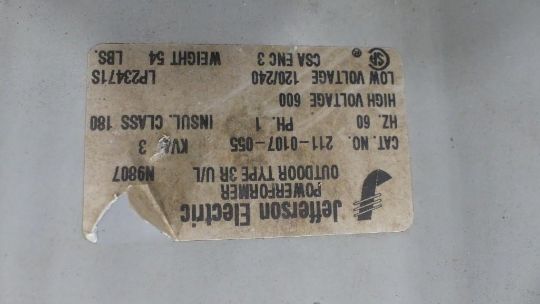 Jefferson Electric
POWERFORMER
OUTDOOR TYPE 3R U/L N9807
CAT. NO. 211-0107-055 KVA 3
HZ. 60 PH. 1 INSUL. CLASS 180
HIGH VOLTAGE 600
LOW VOLTAGE 120/240 LP23471S
CSA ENC 3 WEIGHT 54 LBS.